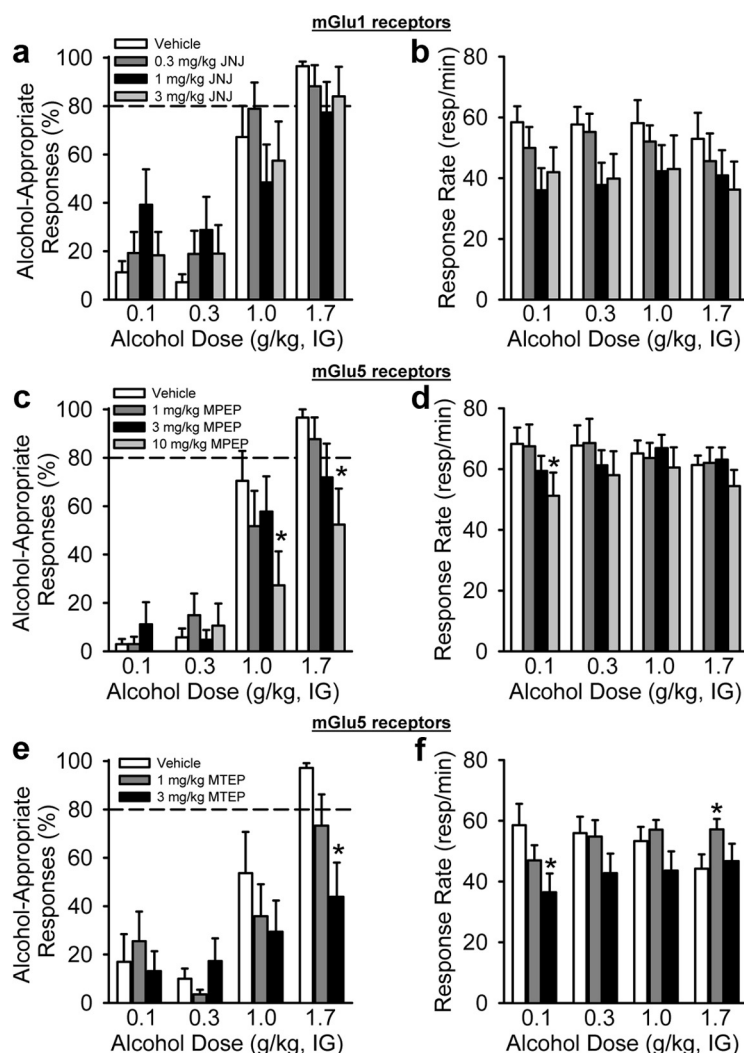 mGlu1 receptors
a
Vehicle
0.3 mg/kg JNJ
1 mg/kg JNJ
3 mg/kg JNJ
Alcohol-Appropriate
Responses (%)
100
80
60
40
20
0
0.1 0.3 1.0 1.7
Alcohol Dose (g/kg, IG)
b
Response Rate (resp/min)
80
60
40
20
0
0.1 0.3 1.0 1.7
Alcohol Dose (g/kg, IG)
mGlu5 receptors
c
Vehicle
1 mg/kg MPEP
3 mg/kg MPEP
10 mg/kg MPEP
Alcohol-Appropriate
Responses (%)
100
80
60
40
20
0
* *
0.1 0.3 1.0 1.7
Alcohol Dose (g/kg, IG)
d
Response Rate (resp/min)
80
60
40
20
0
*
0.1 0.3 1.0 1.7
Alcohol Dose (g/kg, IG)
mGlu5 receptors
e
Vehicle
1 mg/kg MTEP
3 mg/kg MTEP
Alcohol-Appropriate
Responses (%)
100
80
60
40
20
0
*
0.1 0.3 1.0 1.7
Alcohol Dose (g/kg, IG)
f
Response Rate (resp/min)
80
60
40
20
0
* *
0.1 0.3 1.0 1.7
Alcohol Dose (g/kg, IG)